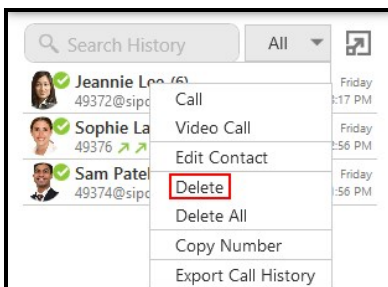 Search History All
Jeannie Lee (6) Friday
49372@sipc :17 PM
Call
Sophie La Friday
Video Call
49376 :56 PM
Edit Contact
Sam Patel Friday
Delete
49374@sipc :56 PM
Delete All
Copy Number
Export Call History